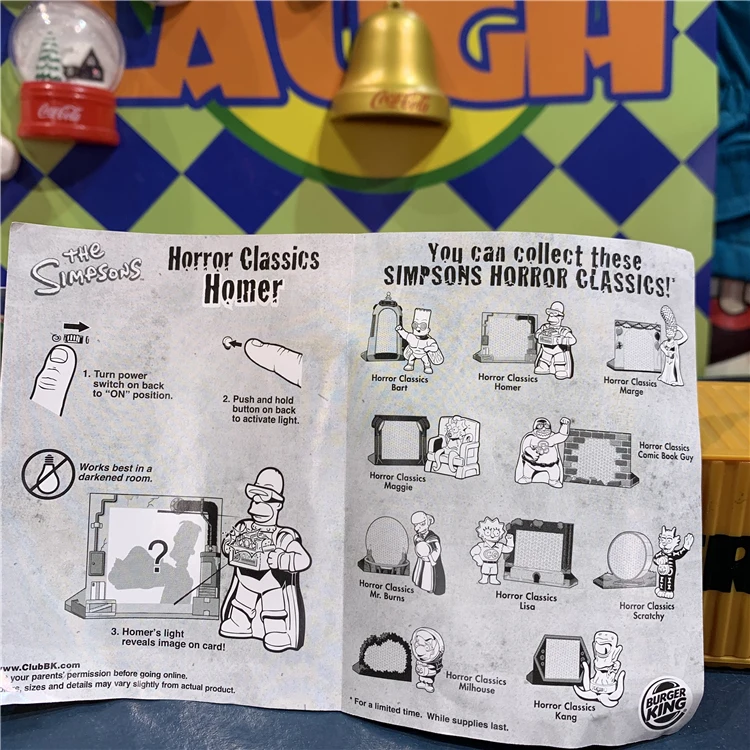 LAUGH
Coca-Cola
Coca-Cola
THE
SIMPSONS
Horror Classics
Homer
1. Turn power
switch on back
to "ON" position.
2. Push and hold
button on back
to activate light.
Works best in a
darkened room.
?
3. Homer's light
reveals image on card!
www.ClubBK.com
your parents' permission before going online.
sizes and details may vary slightly from actual product.
You can collect these
SIMPSONS HORROR CLASSICS!*
Horror Classics
Bart
Horror Classics
Homer
Horror Classics
Marge
Horror Classics
Maggie
Horror Classics
Comic Book Guy
Horror Classics
Mr. Burns
Horror Classics
Lisa
Horror Classics
Scratchy
Horror Classics
Milhouse
Horror Classics
Kang
* For a limited time. While supplies last.
BURGER
KING